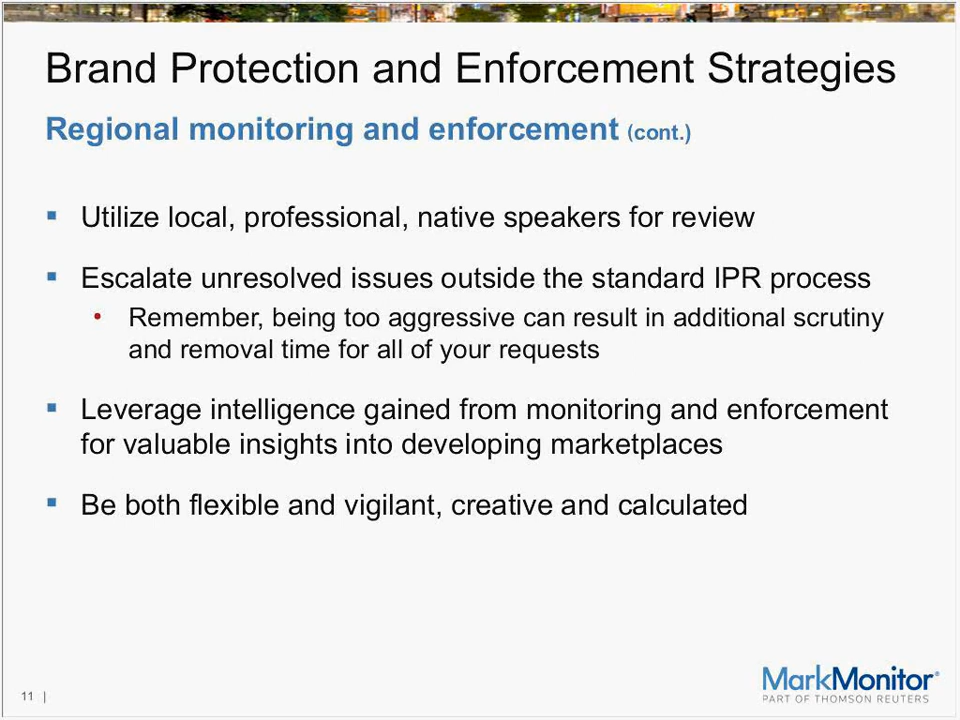 Brand Protection and Enforcement Strategies
Regional monitoring and enforcement (cont.)
▪ Utilize local, professional, native speakers for review
▪ Escalate unresolved issues outside the standard IPR process
• Remember, being too aggressive can result in additional scrutiny
and removal time for all of your requests
▪ Leverage intelligence gained from monitoring and enforcement
for valuable insights into developing marketplaces
▪ Be both flexible and vigilant, creative and calculated
11 |
MarkMonitor®
PART OF THOMSON REUTERS